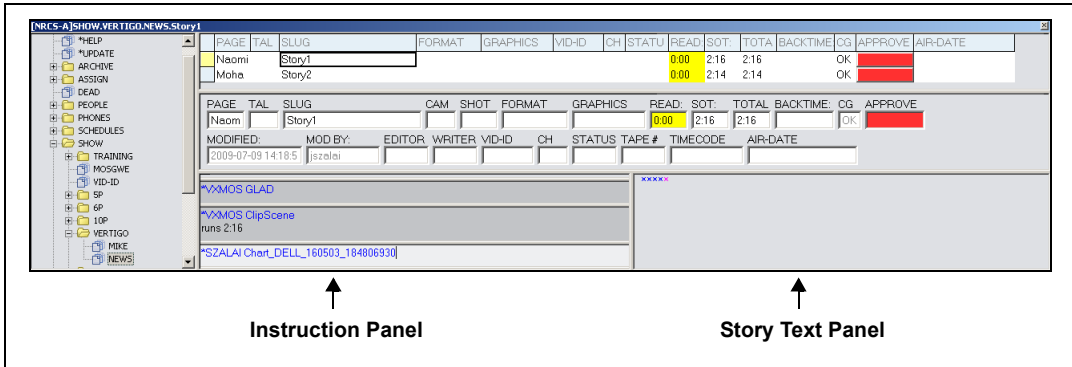 [NRCS-A]SHOW.VERTIGO.NEWS.Story1
*HELP
*UPDATE
ARCHIVE
ASSIGN
DEAD
PEOPLE
PHONES
SCHEDULES
SHOW
TRAINING
MOSGWE
VID-ID
5P
6P
10P
VERTIGO
MIKE
NEWS
PAGE TAL SLUG FORMAT GRAPHICS VID-ID CH STATU READ: SOT: TOTA BACKTIME CG APPROVE AIR-DATE
Naomi Story1 0:00 2:16 2:16 OK
Moha Story2 0:00 2:14 2:14 OK
PAGE TAL SLUG CAM SHOT FORMAT GRAPHICS READ: SOT: TOTAL BACKTIME: CG APPROVE
Naom Story1 0:00 2:16 2:16 OK
MODIFIED: MOD BY: EDITOR WRITER VID-ID CH STATUS TAPE # TIMECODE AIR-DATE
2009-07-09 14:18:5 jszalai
*VXMOS GLAD
*VXMOS ClipScene
runs 2:16
*SZALAI Chart_DELL_160503_184806930
xxxxx
Instruction Panel
Story Text Panel